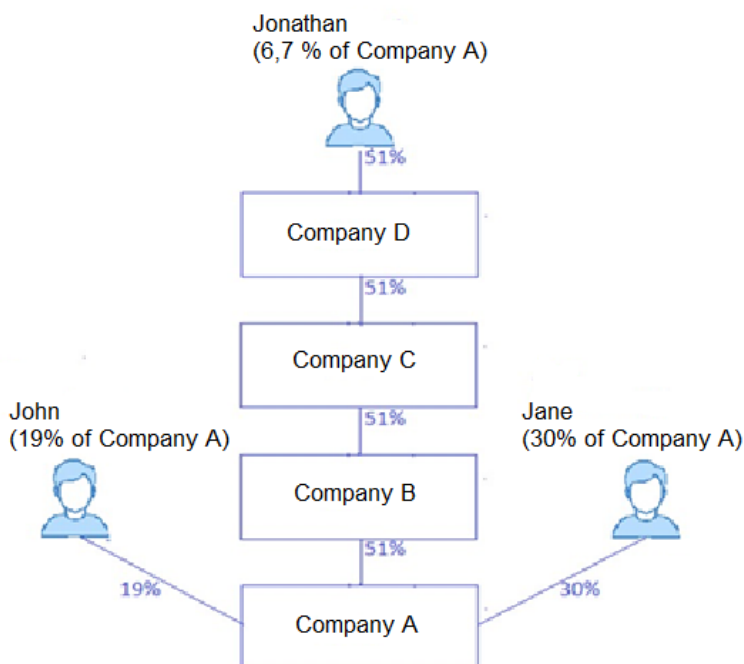 Jonathan
(6,7 % of Company A)
51%
Company D
51%
Company C
51%
John
(19% of Company A)
Jane
(30% of Company A)
Company B
51%
19%
30%
Company A